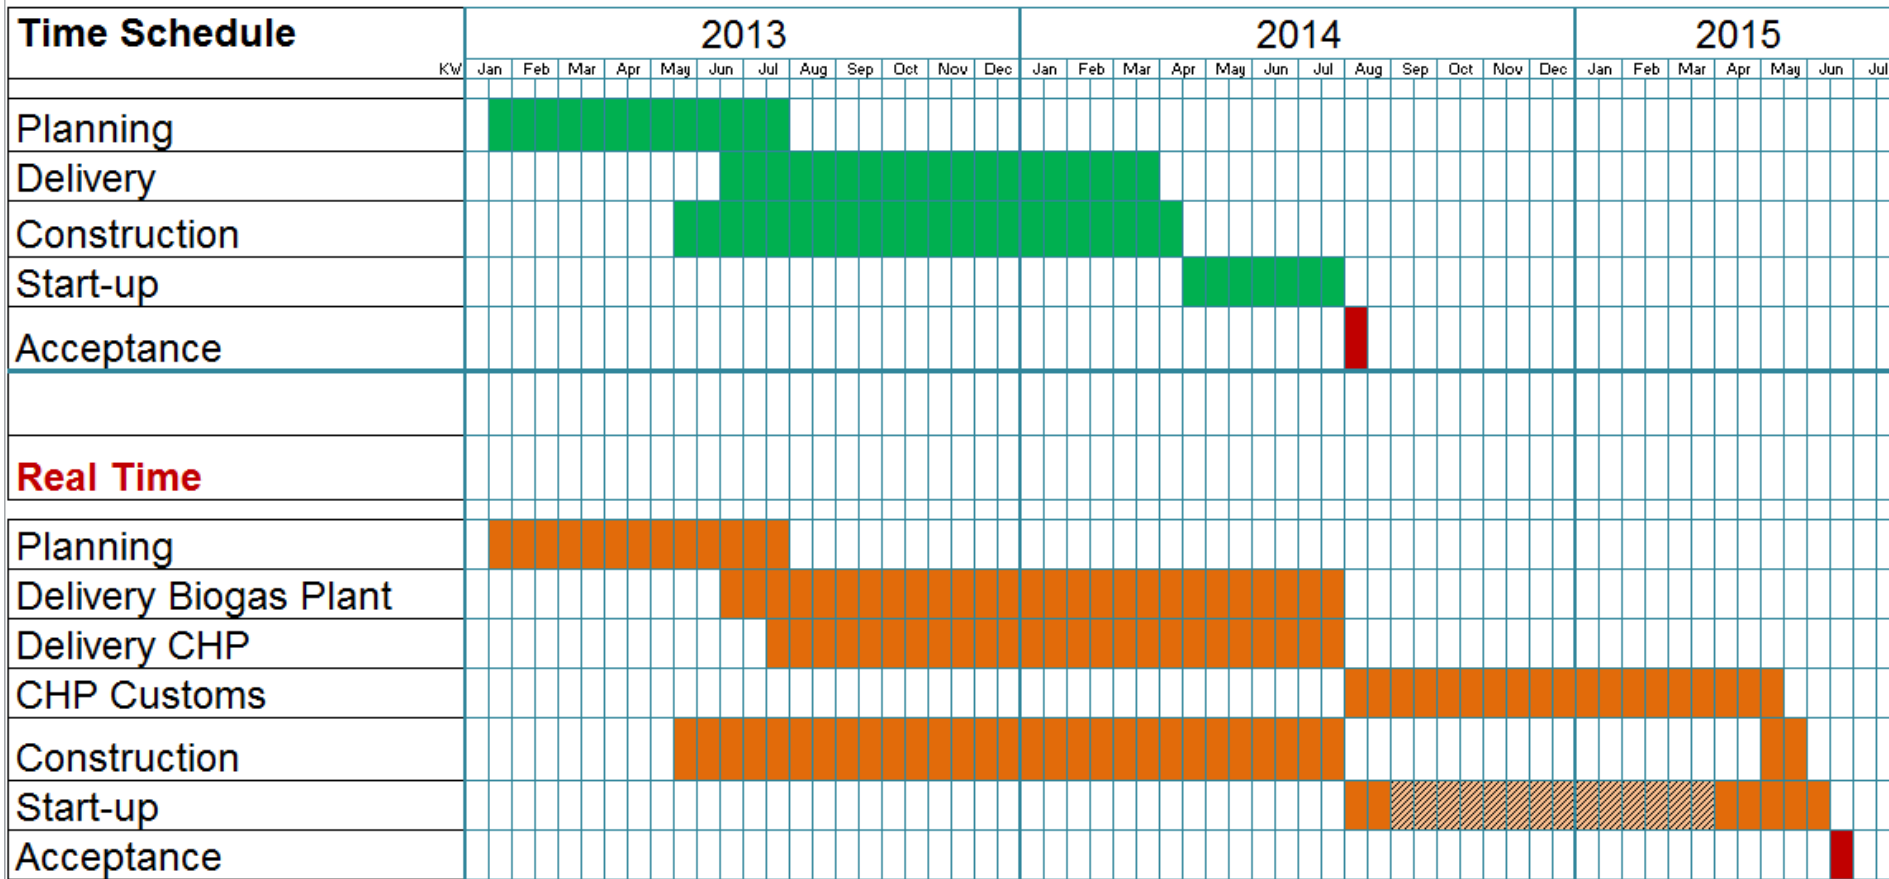 Time Schedule 2013 2014 2015
KW Jan Feb Mar Apr May Jun Jul Aug Sep Oct Nov Dec Jan Feb Mar Apr May Jun Jul Aug Sep Oct Nov Dec Jan Feb Mar Apr May Jun Jul
Planning
Delivery
Construction
Start-up
Acceptance
Real Time
Planning
Delivery Biogas Plant
Delivery CHP
CHP Customs
Construction
Start-up
Acceptance